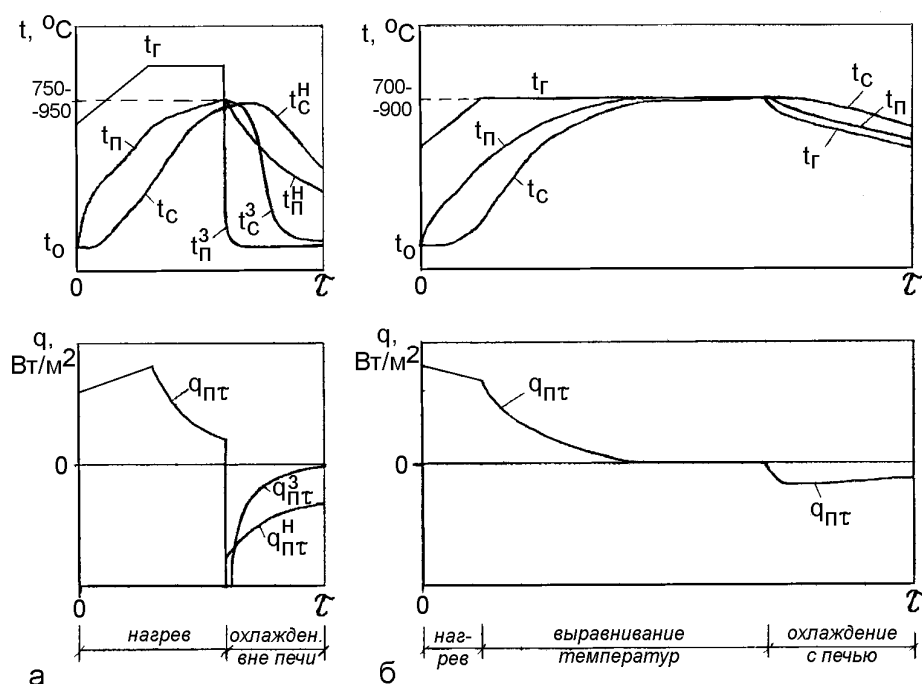 t, °C
750-
-950
tГ
tП
tС
tСН
tПН
tСЗ
tПЗ
t0
0
τ
t, °C
700-
-900
tГ
tП
tС
tС
tП
tГ
t0
0
τ
q,
Вт/м²
qПτ
0
qПτЗ
qПτН
0
τ
q,
Вт/м²
qПτ
0
qПτ
0
τ
нагрев
охлажден.
вне печи
а
наг-
рев
выравнивание
температур
охлаждение
с печью
б